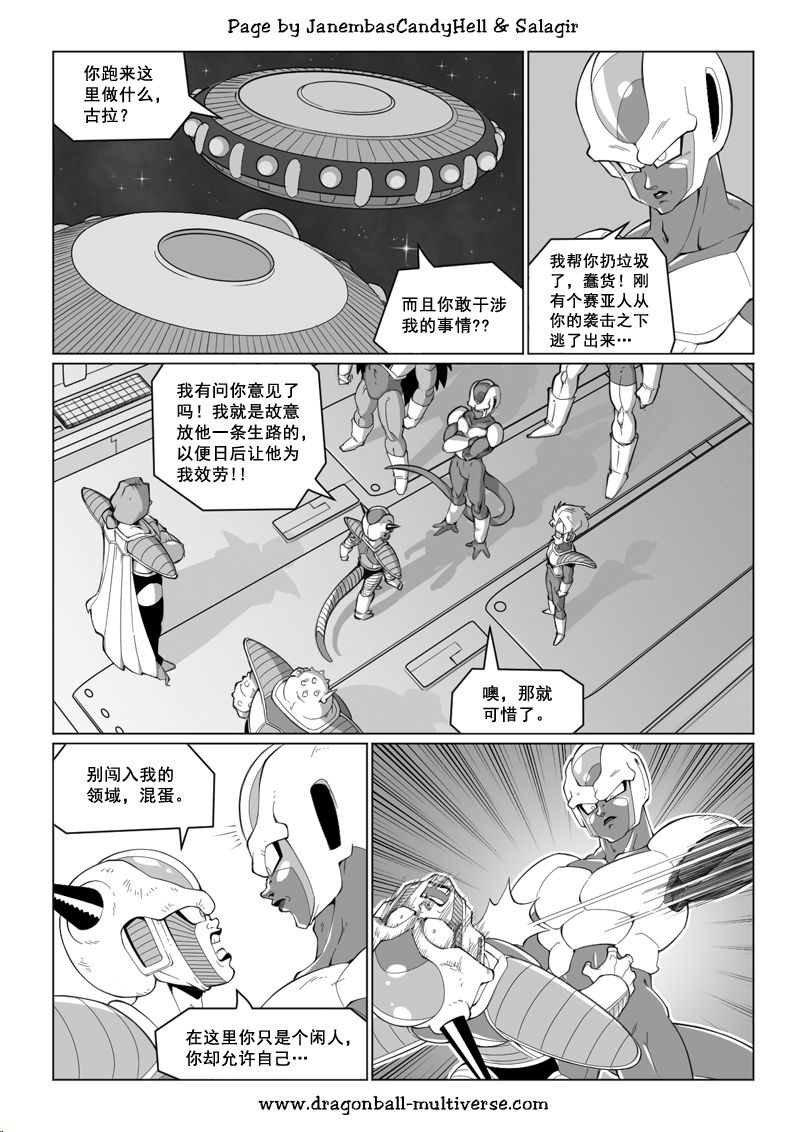 Page by JanembasCandyHell & Salagir
你跑来这
里做什么，
古拉？
而且你敢干涉
我的事情??
我帮你扔垃圾
了，蠢货！刚
有个赛亚人从
你的袭击之下
逃了出来…
我有问你意见了
吗！我就是故意
放他一条生路的，
以便日后让他为
我效劳!!
噢，那就
可惜了。
别闯入我的
领域，混蛋。
在这里你只是个闲人，
你却允许自己…
www.dragonball-multiverse.com